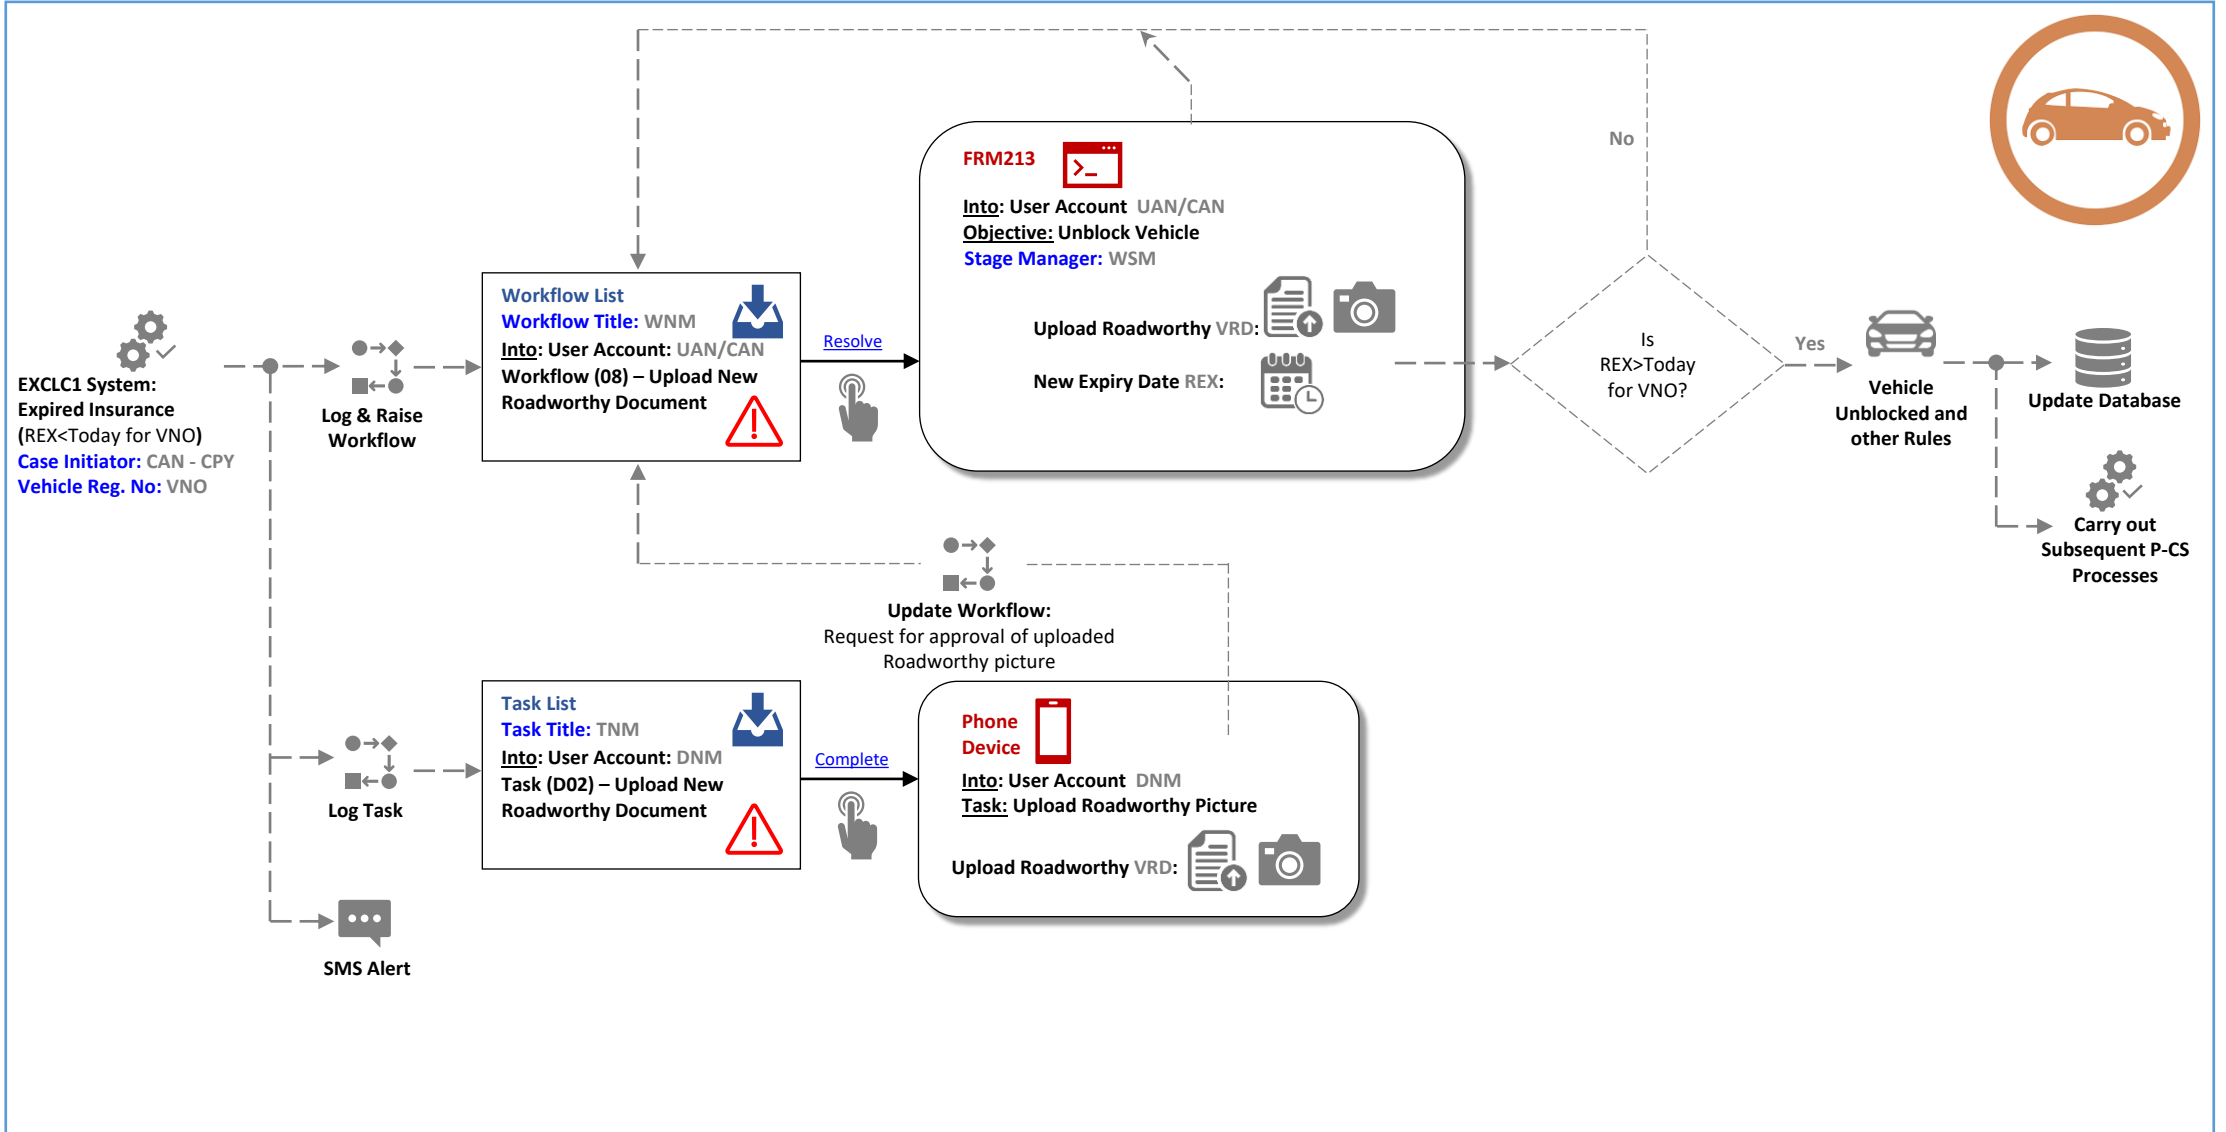 EXCLC1 System:
Expired Insurance
(REX<Today for VNO)
Case Initiator: CAN - CPY
Vehicle Reg. No: VNO
Log & Raise
Workflow
Workflow List
Workflow Title: WNM
Into: User Account: UAN/CAN
Workflow (08) – Upload New
Roadworthy Document
Resolve
FRM213
Into: User Account UAN/CAN
Objective: Unblock Vehicle
Stage Manager: WSM
Upload Roadworthy VRD:
New Expiry Date REX:
No
Is
REX>Today
for VNO?
Yes
Vehicle
Unblocked and
other Rules
Update Database
Carry out
Subsequent P-CS
Processes
Update Workflow:
Request for approval of uploaded
Roadworthy picture
Log Task
Task List
Task Title: TNM
Into: User Account: DNM
Task (D02) – Upload New
Roadworthy Document
Complete
Phone
Device
Into: User Account DNM
Task: Upload Roadworthy Picture
Upload Roadworthy VRD:
SMS Alert